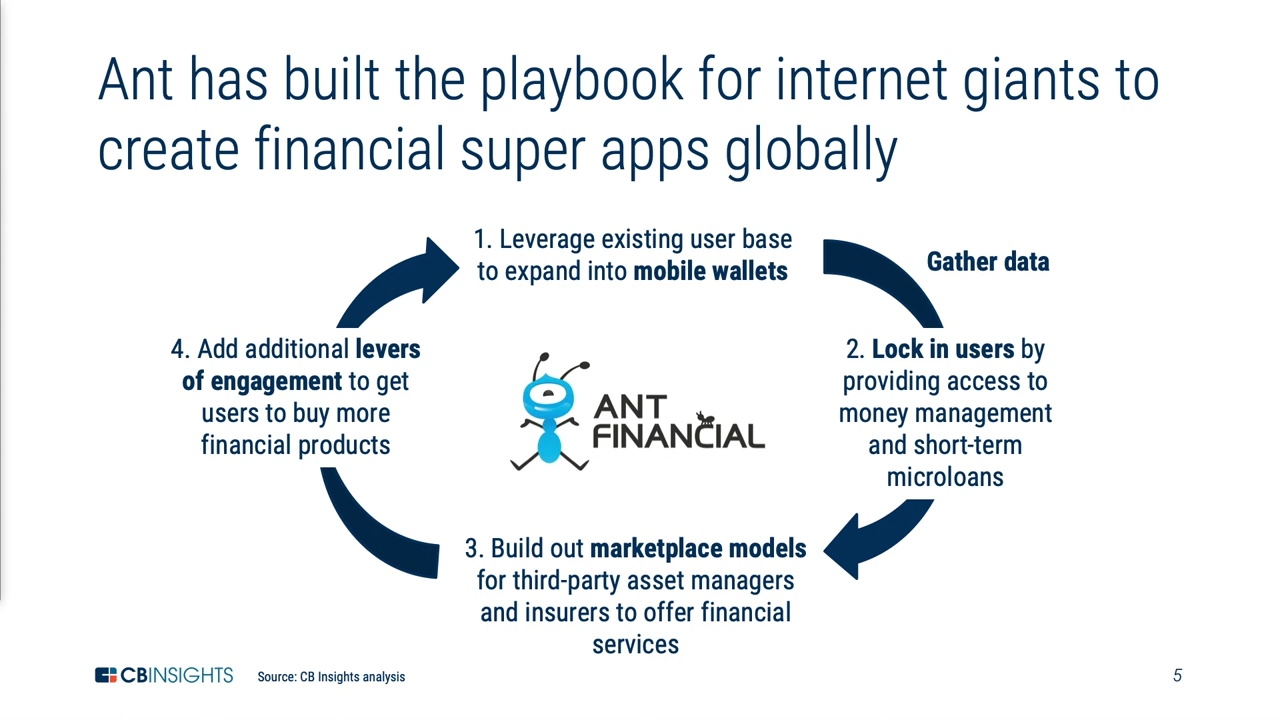 Ant has built the playbook for internet giants to
create financial super apps globally
1. Leverage existing user base
to expand into mobile wallets
Gather data
2. Lock in users by
providing access to
money management
and short-term
microloans
3. Build out marketplace models
for third-party asset managers
and insurers to offer financial
services
4. Add additional levers
of engagement to get
users to buy more
financial products
ANT
FINANCIAL
CBINSIGHTS
Source: CB Insights analysis
5